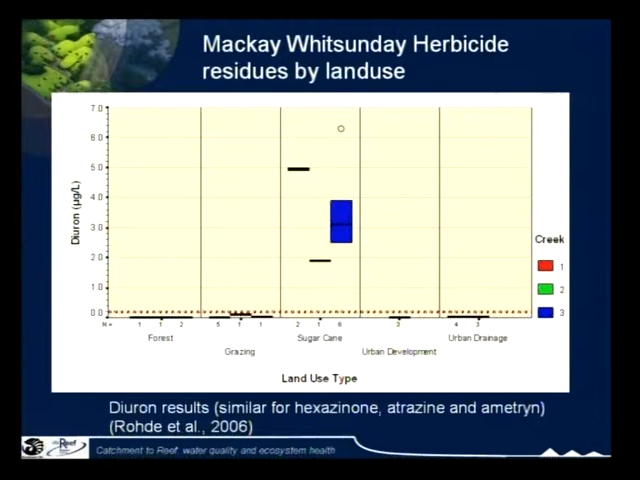 Mackay Whitsunday Herbicide
residues by landuse
7.0
6.0
5.0
4.0
3.0
2.0
1.0
0.0
Diuron (µg/L)
N = 1 1 2 5 1 1 2 1 6 3 4 3
Forest
Grazing
Sugar Cane
Urban Development
Urban Drainage
Land Use Type
Creek
1
2
3
Diuron results (similar for hexazinone, atrazine and ametryn)
(Rohde et al., 2006)
Reef
Catchment to Reef water quality and ecosystem health